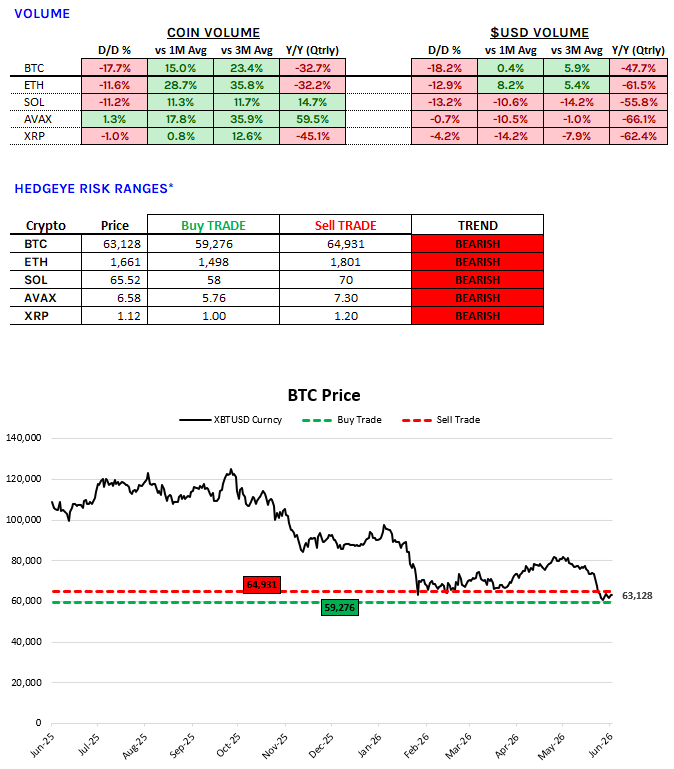 VOLUME
COIN VOLUME $USD VOLUME
D/D % vs 1M Avg vs 3M Avg Y/Y (Qtrly) D/D % vs 1M Avg vs 3M Avg Y/Y (Qtrly)
BTC -17.7% 15.0% 23.4% -32.7% -18.2% 0.4% 5.9% -47.7%
ETH -11.6% 28.7% 35.8% -32.2% -12.9% 8.2% 5.4% -61.5%
SOL -11.2% 11.3% 11.7% 14.7% -13.2% -10.6% -14.2% -55.8%
AVAX 1.3% 17.8% 35.9% 59.5% -0.7% -10.5% -1.0% -66.1%
XRP -1.0% 0.8% 12.6% -45.1% -4.2% -14.2% -7.9% -62.4%
HEDGEYE RISK RANGES*
Crypto Price Buy TRADE Sell TRADE TREND
BTC 63,128 59,276 64,931 BEARISH
ETH 1,661 1,498 1,801 BEARISH
SOL 65.52 58 70 BEARISH
AVAX 6.58 5.76 7.30 BEARISH
XRP 1.12 1.00 1.20 BEARISH
BTC Price
XBTUSD Curncy Buy Trade Sell Trade
140,000
120,000
100,000
80,000
64,931
63,128
60,000
59,276
40,000
20,000
0
Jun-25 Jul-25 Aug-25 Sep-25 Oct-25 Nov-25 Dec-25 Jan-26 Feb-26 Mar-26 Apr-26 May-26 Jun-26